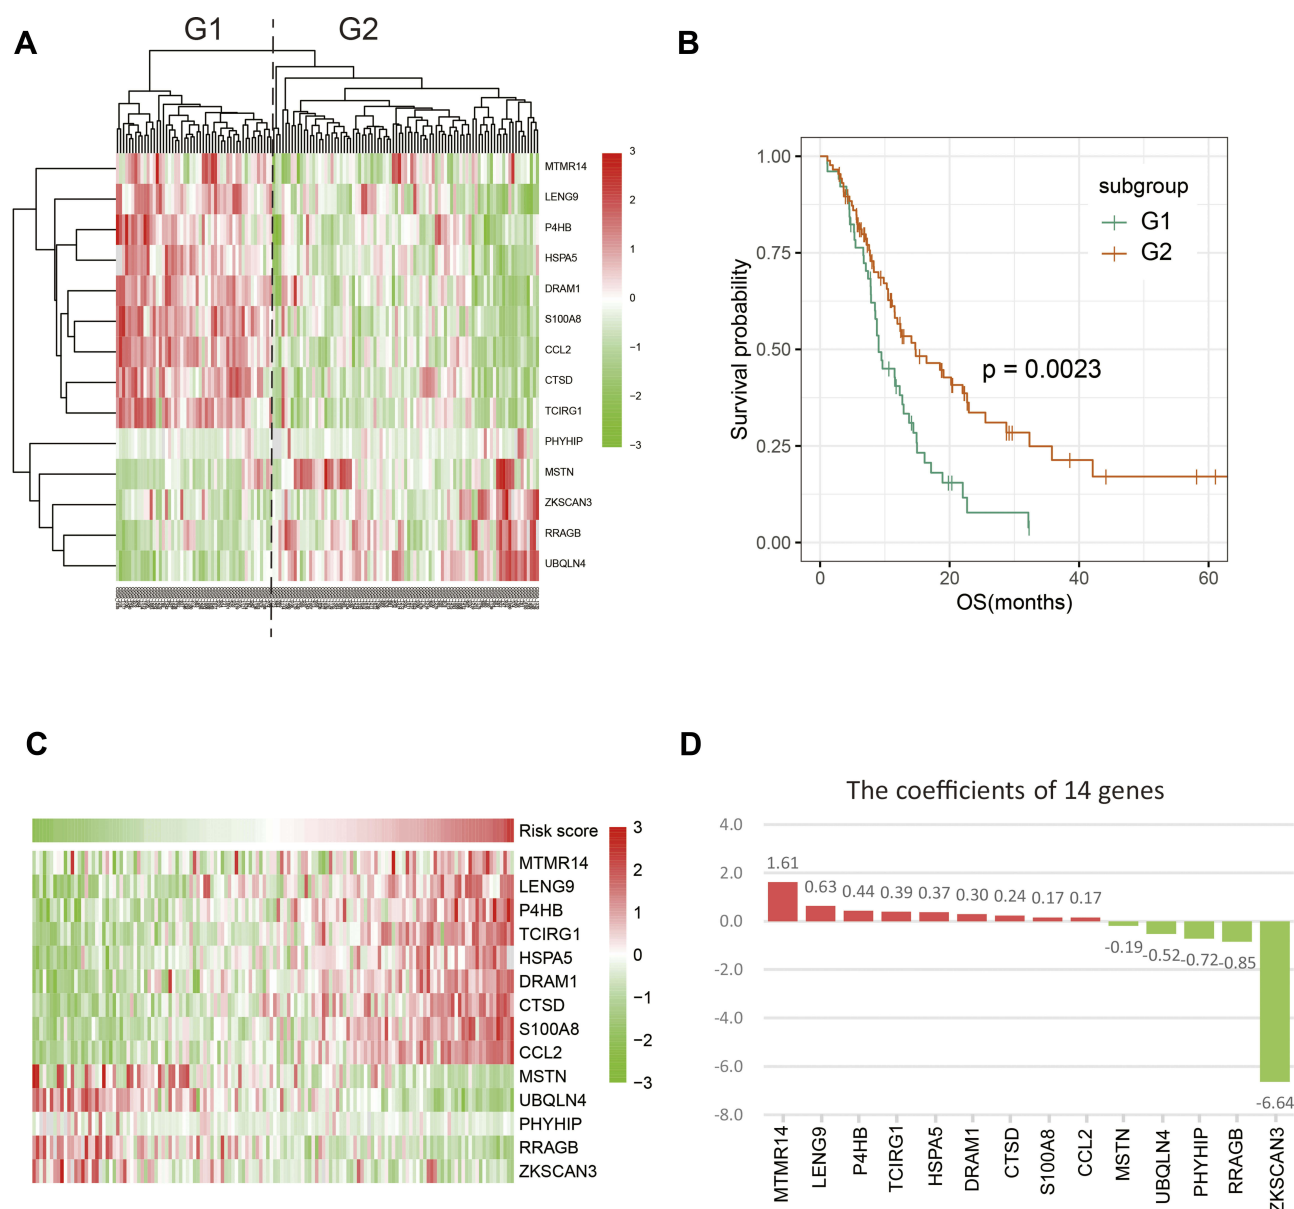 A
G1
G2
MTMR14
LENG9
P4HB
HSPA5
DRAM1
S100A8
CCL2
CTSD
TCIRG1
PHYHIP
MSTN
ZKSCAN3
RRAGB
UBQLN4
3
2
1
0
−1
−2
−3
B
1.00
0.75
0.50
0.25
0.00
Survival probability
subgroup
G1
G2
p = 0.0023
0 20 40 60
OS(months)
C
Risk score
MTMR14
LENG9
P4HB
TCIRG1
HSPA5
DRAM1
CTSD
S100A8
CCL2
MSTN
UBQLN4
PHYHIP
RRAGB
ZKSCAN3
3
2
1
0
−1
−2
−3
D
The coefficients of 14 genes
4.0
2.0
0.0
-2.0
-4.0
-6.0
-8.0
1.61
0.63
0.44
0.39
0.37
0.30
0.24
0.17
0.17
-0.19
-0.52
-0.72
-0.85
-6.64
MTMR14
LENG9
P4HB
TCIRG1
HSPA5
DRAM1
CTSD
S100A8
CCL2
MSTN
UBQLN4
PHYHIP
RRAGB
ZKSCAN3